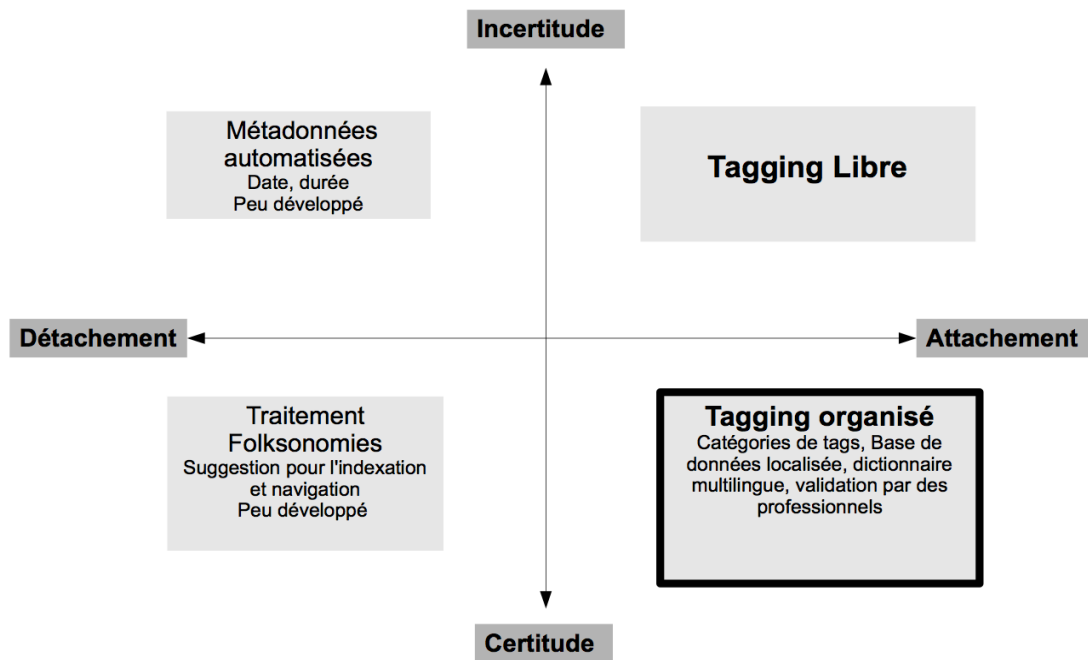 Incertitude
Métadonnées
automatisées
Date, durée
Peu développé
Tagging Libre
Détachement
Attachement
Traitement
Folksonomies
Suggestion pour l'indexation
et navigation
Peu développé
Tagging organisé
Catégories de tags, Base de
données localisée, dictionnaire
multilingue, validation par des
professionnels
Certitude